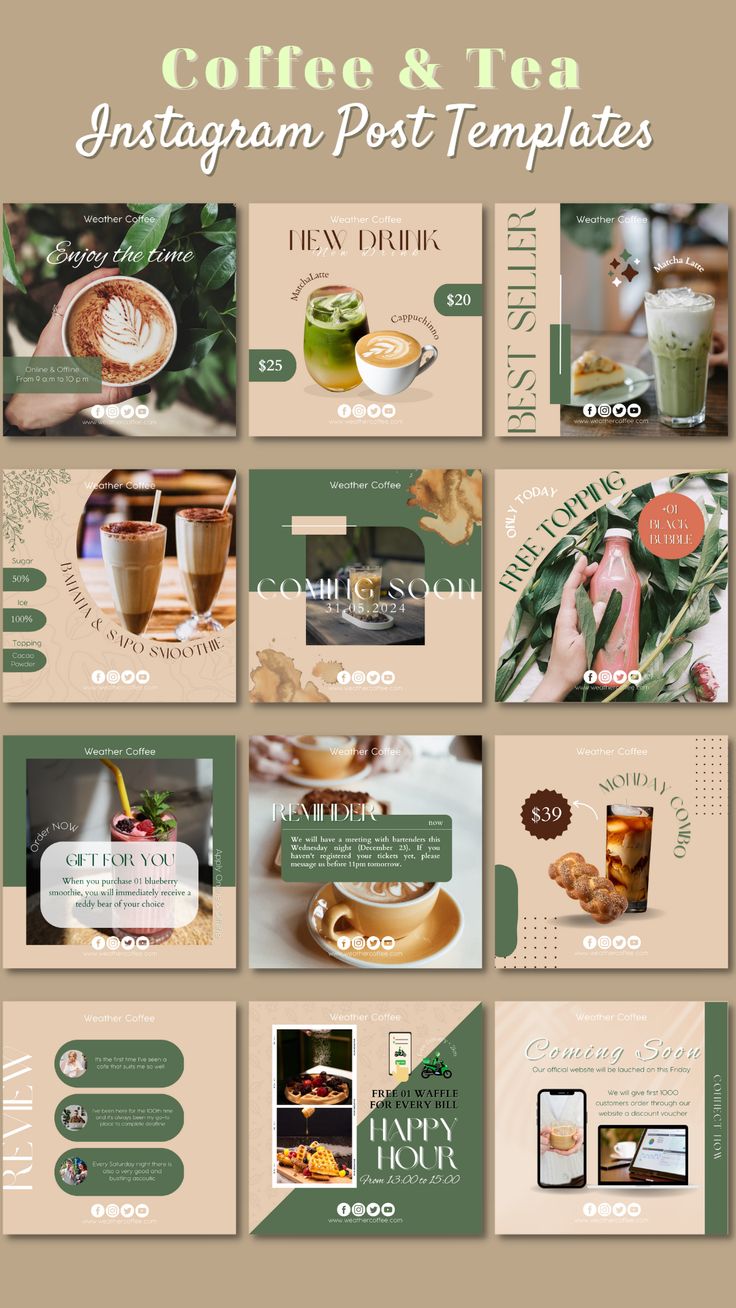 Coffee & Tea
Instagram Post Templates
Weather Coffee
Enjoy the time
Online & Offline
From 9 a.m to 10 p.m
www.weathercoffee.com
Weather Coffee
NEW DRINK
New Drink
MatchaLatte
Cappuchinno
$20
$25
www.weathercoffee.com
BEST SELLER
Weather Coffee
Matcha Latte
www.weathercoffee.com
Weather Coffee
Sugar
50%
Ice
100%
Topping
Cacao
Powder
BANANA & SAPO SMOOTHIE
www.weathercoffee.com
Weather Coffee
COMING SOON
31.05.2024
www.weathercoffee.com
ONLY TODAY
FREE TOPPING
+01
BLACK
BUBBLE
www.weathercoffee.com
Weather Coffee
Order NOW
GIFT FOR YOU
When you purchase 01 blueberry
smoothie, you will immediately receive a
teddy bear of your choice
www.weathercoffee.com
Weather Coffee
REMINDER
now
We will have a meeting with bartenders this
Wednesday night (December 23). If you
haven't registered your tickets yet, please
message us before 11pm tomorrow.
www.weathercoffee.com
Weather Coffee
$39
MONDAY COMBO
www.weathercoffee.com
REVIEW
Weather Coffee
It's the first time I've seen a
cafe that suits me so well
I've been here for the 100th time
and it's always been my go-to
place to complete deadline
Every Saturday night there is
also a very good and
bustling ascoutic
www.weathercoffee.com
Weather Coffee
FREE 01 WAFFLE
FOR EVERY BILL
HAPPY
HOUR
From 13:00 to 15:00
www.weathercoffee.com
Weather Coffee
Coming Soon
Our official website will be lauched on this Friday
We will give first 1000
customers order through our
website a discount voucher
CONNECT NOW
www.weathercoffee.com